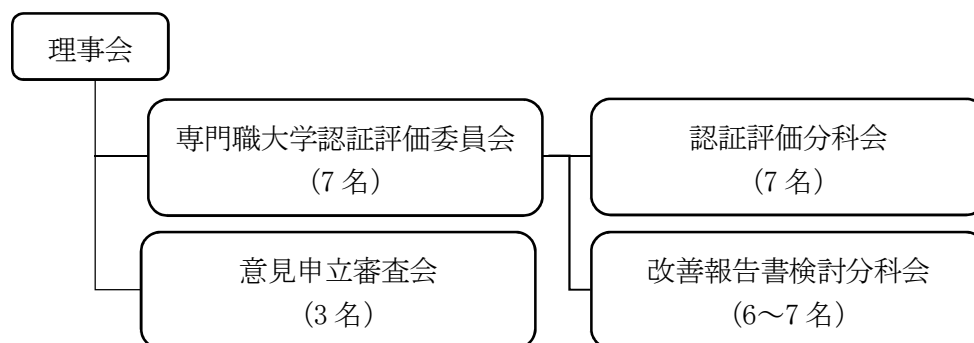 理事会
専門職大学認証評価委員会
(7 名)
認証評価分科会
(7 名)
意見申立審査会
(3 名)
改善報告書検討分科会
(6～7 名)